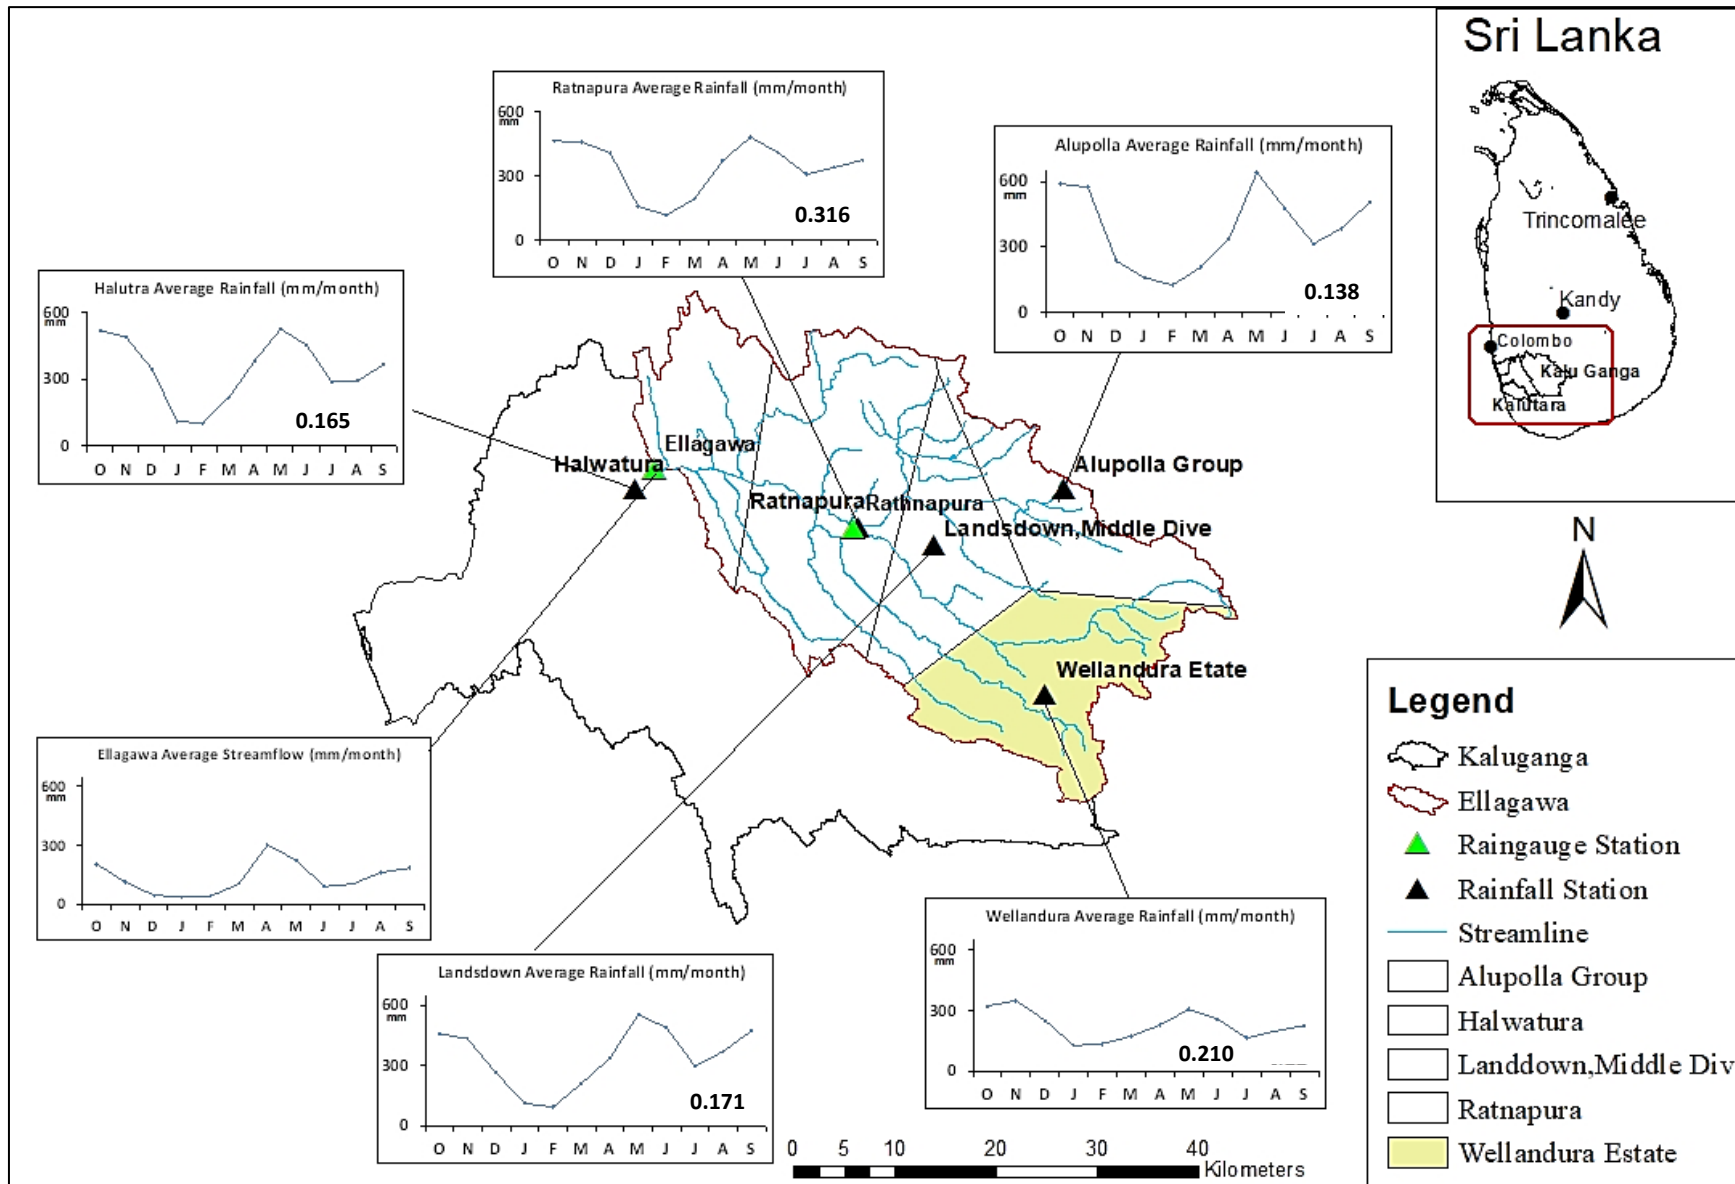 Sri Lanka
Trincomalee
Kandy
Colombo
Kalu Ganga
Kalutara
N
Ratnapura Average Rainfall (mm/month)
600
mm
300
0
O N D J F M A M J J A S
0.316
Alupolla Average Rainfall (mm/month)
600
mm
300
0
O N D J F M A M J J A S
0.138
Halutra Average Rainfall (mm/month)
600
mm
300
0
O N D J F M A M J J A S
0.165
Ellagawa
Halwatura
Alupolla Group
Ratnapura
Rathnapura
Landsdown,Middle Dive
Wellandura Etate
Ellagawa Average Streamflow (mm/month)
600
mm
300
0
O N D J F M A M J J A S
Landsdown Average Rainfall (mm/month)
600
mm
300
0
O N D J F M A M J J A S
0.171
Wellandura Average Rainfall (mm/month)
600
mm
300
0
O N D J F M A M J J A S
0.210
0 5 10 20 30 40
Kilometers
Legend
Kaluganga
Ellagawa
Raingauge Station
Rainfall Station
Streamline
Alupolla Group
Halwatura
Landdown,Middle Div
Ratnapura
Wellandura Estate